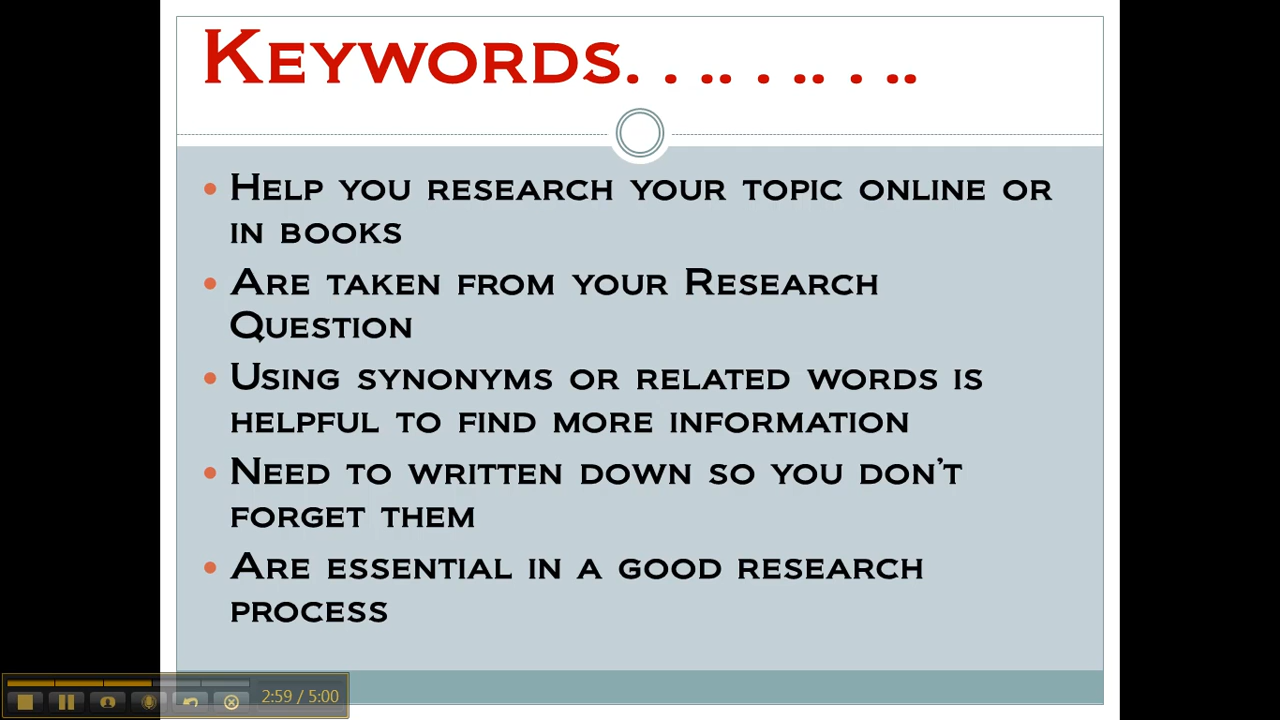 Keywords. . .. . .. . ..
• Help you research your topic online or
in books
• Are taken from your Research
Question
• Using synonyms or related words is
helpful to find more information
• Need to written down so you don't
forget them
• Are essential in a good research
process
2:59 / 5:00